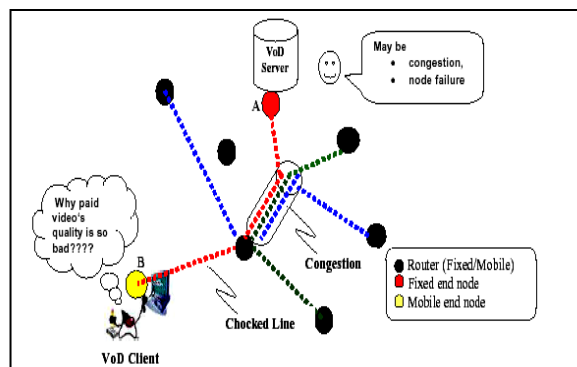 VoD
Server
May be
• congestion,
• node failure
A
Why paid
video's
quality is so
bad????
B
Congestion
Chocked Line
VoD Client
Router (Fixed/Mobile)
Fixed end node
Mobile end node